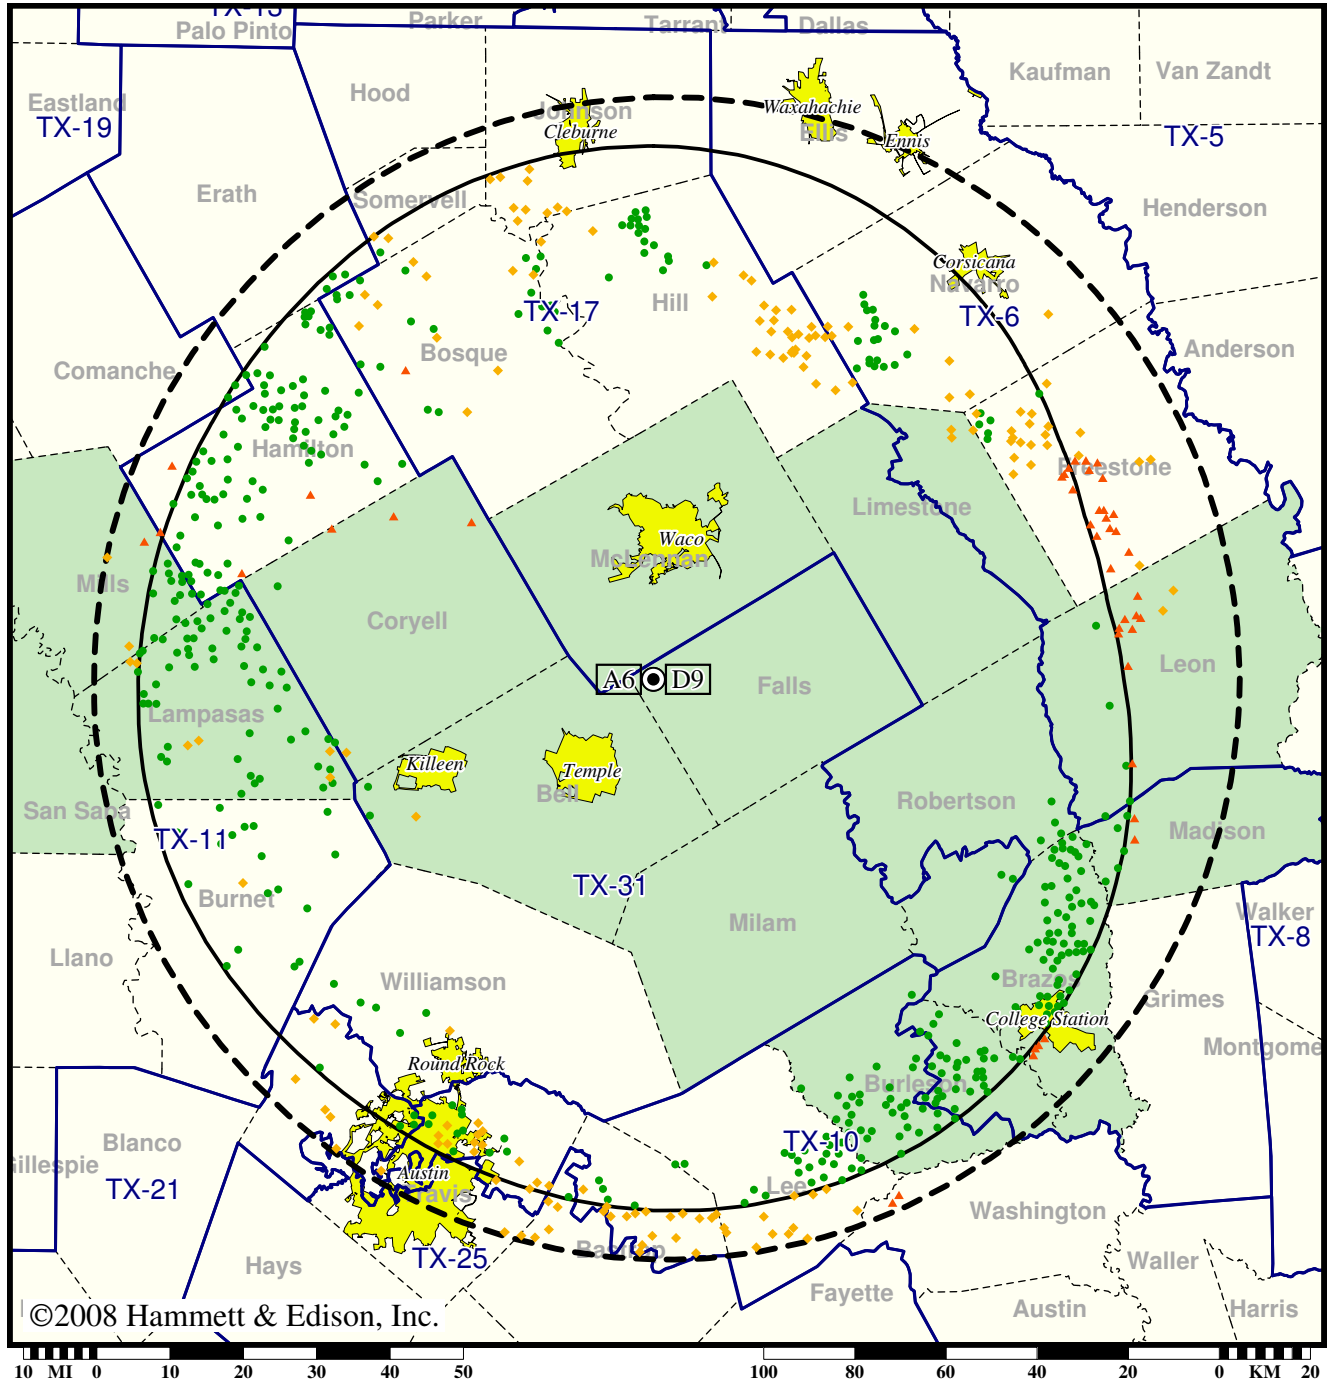 TX-13
Palo Pinto
Parker
Tarrant
Dallas
Kaufman
Van Zandt
Eastland
TX-19
Hood
Johnson
Cleburne
Waxahachie
Ellis
Ennis
TX-5
Erath
Somervell
Henderson
Corsicana
Navarro
TX-6
Hill
TX-17
Bosque
Comanche
Anderson
Hamilton
Freestone
Limestone
Waco
McLennan
Mills
Coryell
Leon
A6
D9
Falls
Lampasas
Killeen
Temple
Bell
Robertson
San Saba
TX-11
Madison
Burnet
TX-31
Milam
Walker
TX-8
Llano
Williamson
Brazos
Grimes
College Station
Montgome
Round Rock
Burleson
Blanco
Gillespie
TX-21
TX-10
Austin
Travis
Lee
Washington
TX-25
Bastrop
Hays
Waller
Fayette
Austin
Harris
©2008 Hammett & Edison, Inc.
10 MI 0 10 20 30 40 50 100 80 60 40 20 0 KM 20